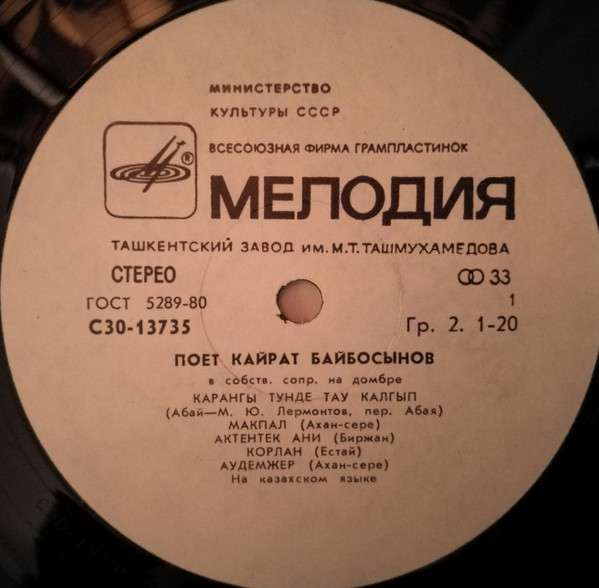 МИНИСТЕРСТВО
КУЛЬТУРЫ СССР
ВСЕСОЮЗНАЯ ФИРМА ГРАМПЛАСТИНОК
®
МЕЛОДИЯ
ТАШКЕНТСКИЙ ЗАВОД ИМ. М.Т. ТАШМУХАМЕДОВА
СТЕРЕО
33
ГОСТ 5289-80
1
С30-13735
Гр. 2. 1-20
ПОЕТ КАЙРАТ БАЙБОСЫНОВ
в собств. сопр. на домбре
КАРАНГЫ ТУНДЕ ТАУ КАЛГЫП
(Абай—М. Ю. Лермонтов, пер. Абая)
МАКПАЛ (Ахан-сере)
АКТЕНТЕК АНИ (Биржан)
КОРЛАН (Естай)
АУДЕМЖЕР (Ахан-сере)
На казахском языке